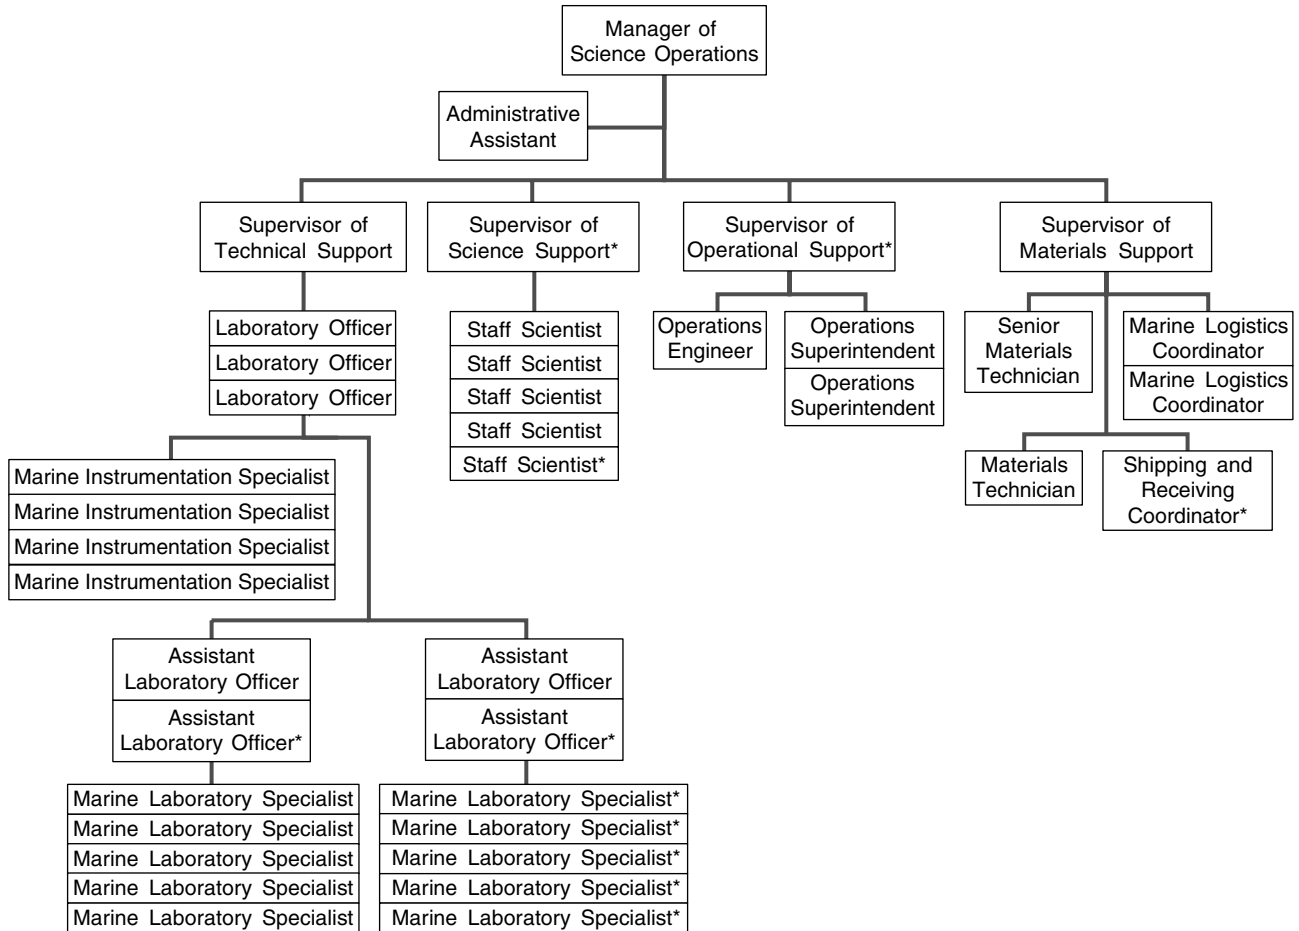 Manager of
Science Operations
Administrative
Assistant
Supervisor of
Technical Support
Supervisor of
Science Support*
Supervisor of
Operational Support*
Supervisor of
Materials Support
Laboratory Officer
Laboratory Officer
Laboratory Officer
Staff Scientist
Staff Scientist
Staff Scientist
Staff Scientist
Staff Scientist*
Operations
Engineer
Operations
Superintendent
Operations
Superintendent
Senior
Materials
Technician
Marine Logistics
Coordinator
Marine Logistics
Coordinator
Materials
Technician
Shipping and
Receiving
Coordinator*
Marine Instrumentation Specialist
Marine Instrumentation Specialist
Marine Instrumentation Specialist
Marine Instrumentation Specialist
Assistant
Laboratory Officer
Assistant
Laboratory Officer*
Assistant
Laboratory Officer
Assistant
Laboratory Officer*
Marine Laboratory Specialist
Marine Laboratory Specialist
Marine Laboratory Specialist
Marine Laboratory Specialist
Marine Laboratory Specialist
Marine Laboratory Specialist*
Marine Laboratory Specialist*
Marine Laboratory Specialist*
Marine Laboratory Specialist*
Marine Laboratory Specialist*